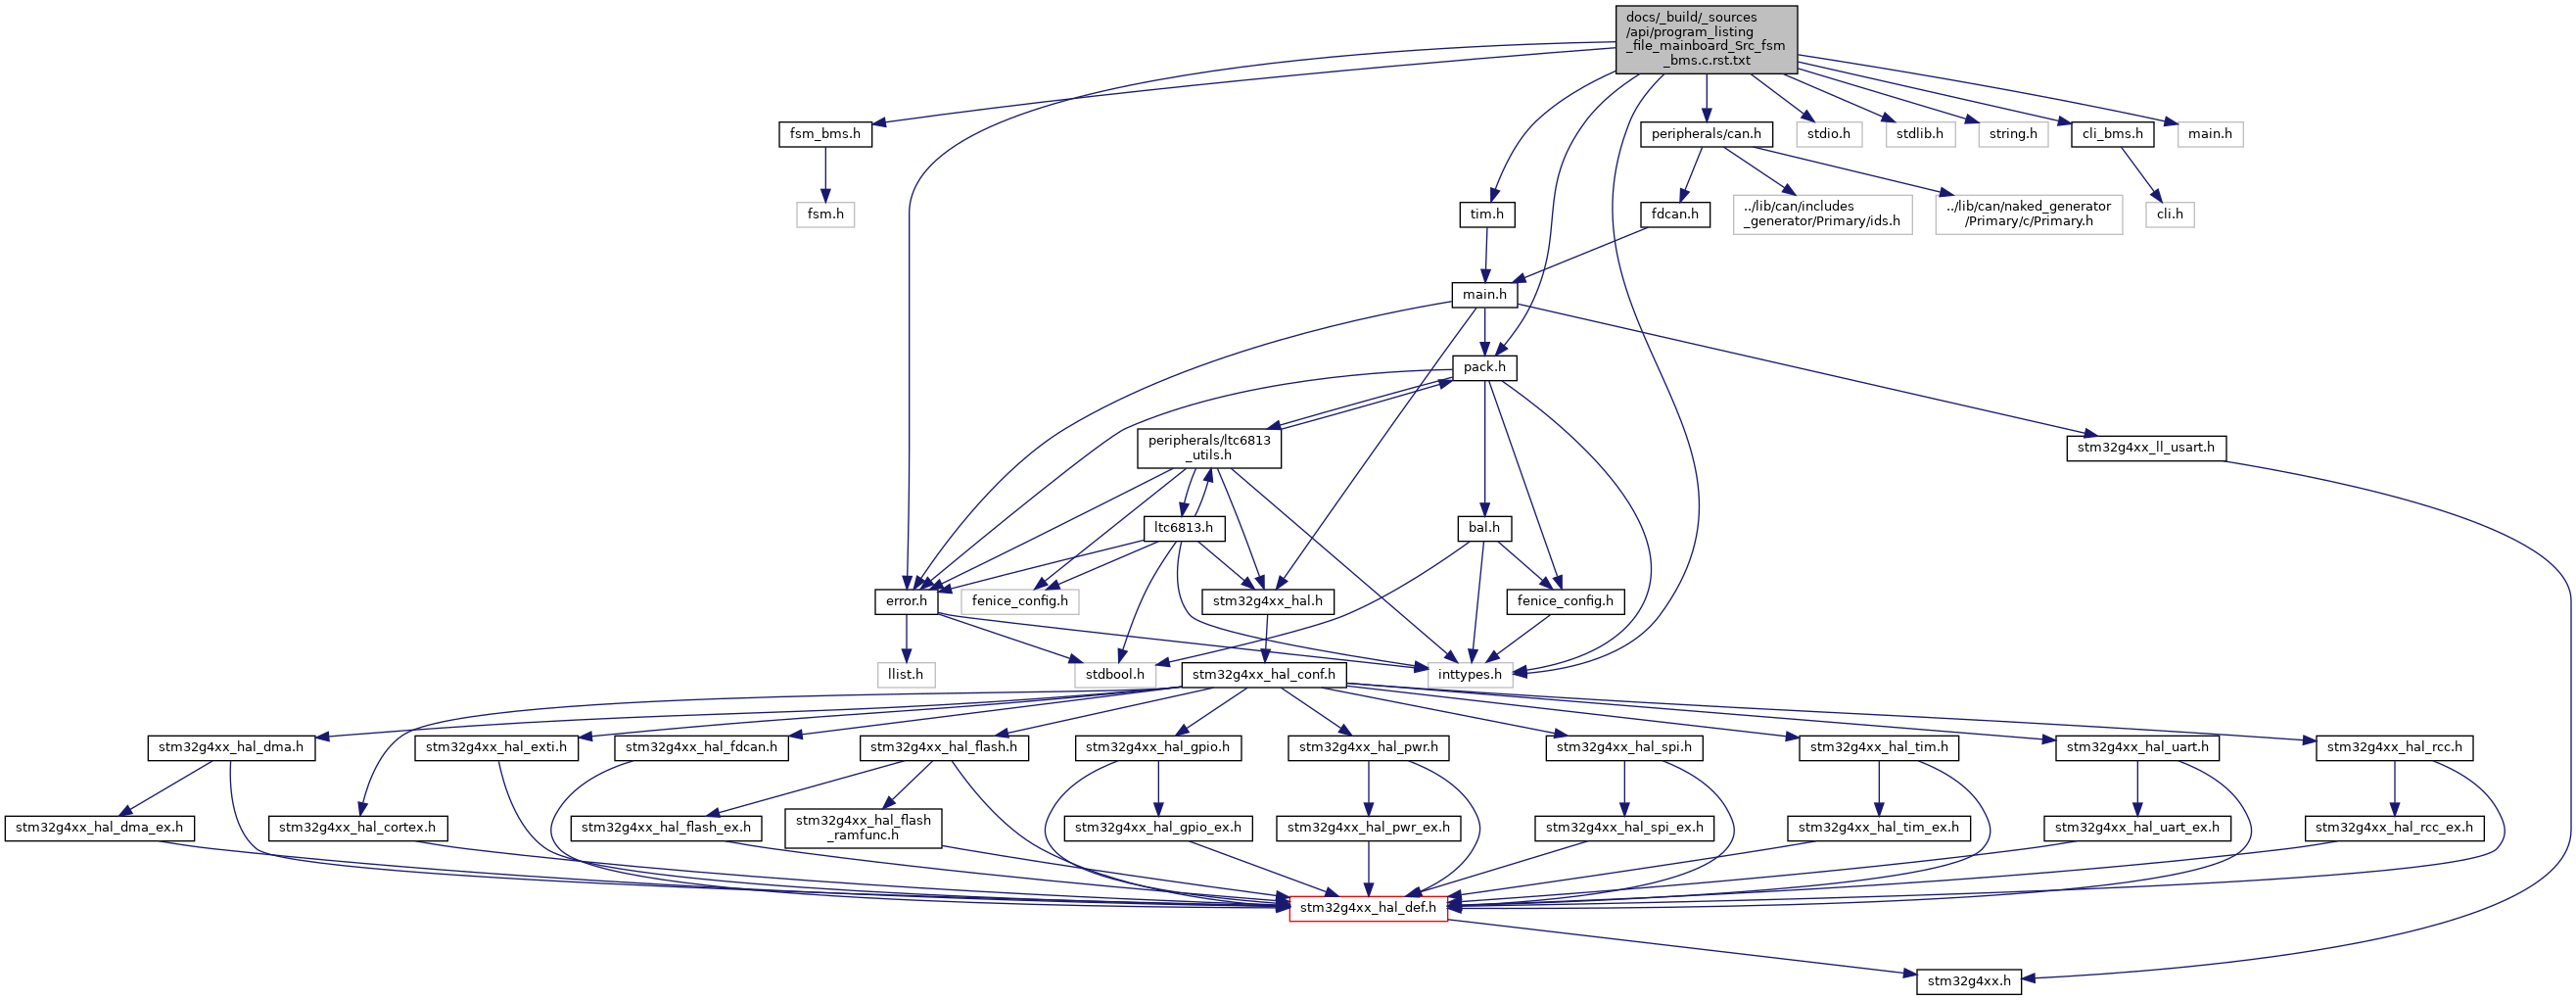 docs/_build/_sources
/api/program_listing
_file_mainboard_Src_fsm
_bms.c.rst.txt
fsm_bms.h
peripherals/can.h
stdio.h
stdlib.h
string.h
cli_bms.h
main.h
fsm.h
tim.h
fdcan.h
../lib/can/includes
_generator/Primary/ids.h
../lib/can/naked_generator
/Primary/c/Primary.h
cli.h
main.h
pack.h
peripherals/ltc6813
_utils.h
stm32g4xx_ll_usart.h
ltc6813.h
bal.h
error.h
fenice_config.h
stm32g4xx_hal.h
fenice_config.h
llist.h
stdbool.h
stm32g4xx_hal_conf.h
inttypes.h
stm32g4xx_hal_dma.h
stm32g4xx_hal_exti.h
stm32g4xx_hal_fdcan.h
stm32g4xx_hal_flash.h
stm32g4xx_hal_gpio.h
stm32g4xx_hal_pwr.h
stm32g4xx_hal_spi.h
stm32g4xx_hal_tim.h
stm32g4xx_hal_uart.h
stm32g4xx_hal_rcc.h
stm32g4xx_hal_dma_ex.h
stm32g4xx_hal_cortex.h
stm32g4xx_hal_flash_ex.h
stm32g4xx_hal_flash
_ramfunc.h
stm32g4xx_hal_gpio_ex.h
stm32g4xx_hal_pwr_ex.h
stm32g4xx_hal_spi_ex.h
stm32g4xx_hal_tim_ex.h
stm32g4xx_hal_uart_ex.h
stm32g4xx_hal_rcc_ex.h
stm32g4xx_hal_def.h
stm32g4xx.h